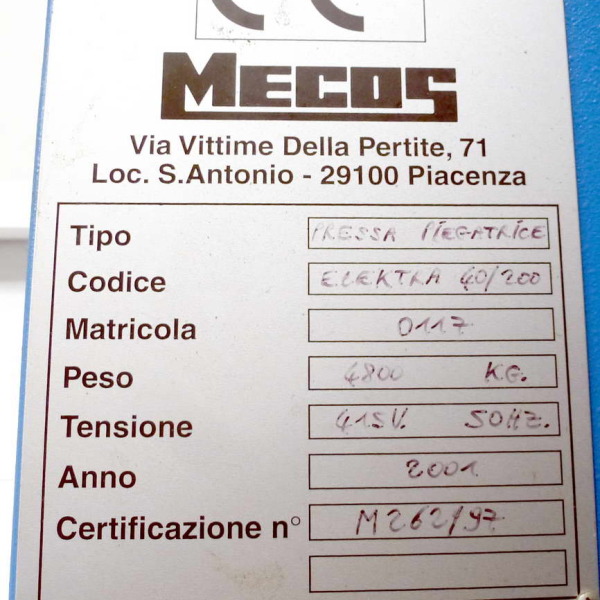 MECOS
Via Vittime Della Pertite, 71
Loc. S.Antonio - 29100 Piacenza
Tipo PRESSA PIEGATRICE
Codice ELEKTRA 40/200
Matricola 0117
Peso 4800 KG.
Tensione 415V. 50HZ.
Anno 2001
Certificazione n° M262/97